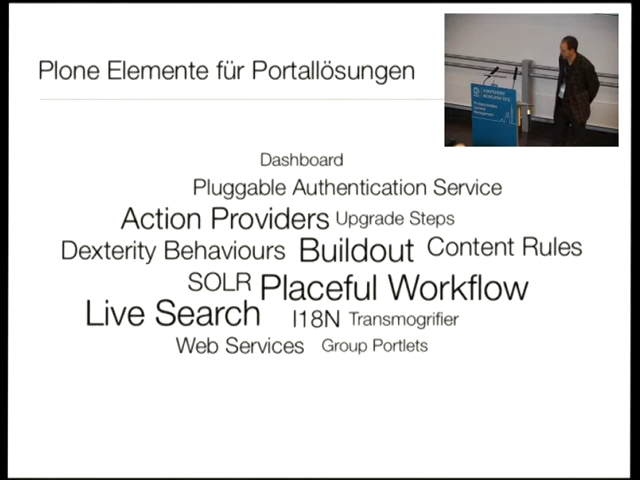 Plone Elemente für Portallösungen
Dashboard
Pluggable Authentication Service
Action Providers Upgrade Steps
Dexterity Behaviours Buildout Content Rules
SOLR Placeful Workflow
Live Search I18N Transmogrifier
Web Services Group Portlets